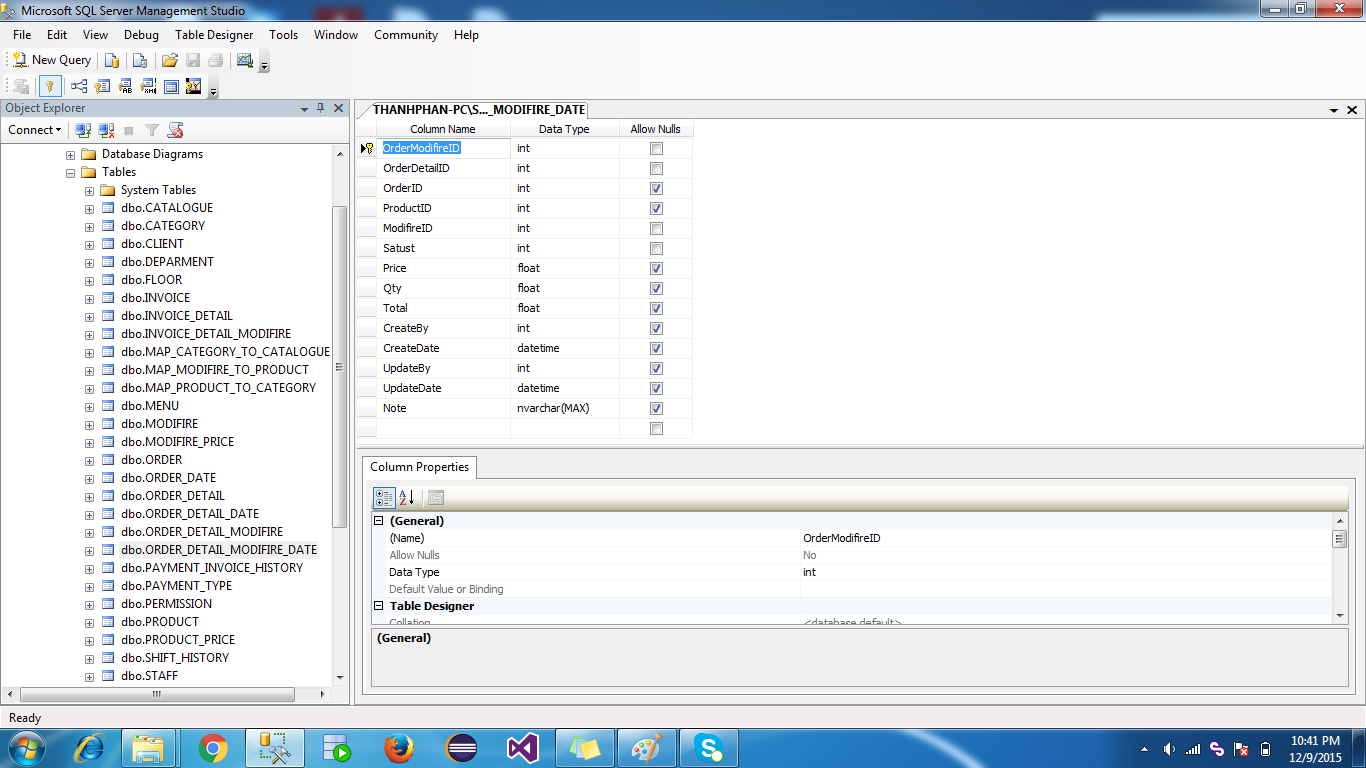 Microsoft SQL Server Management Studio
File Edit View Debug Table Designer Tools Window Community Help
New Query
Object Explorer
Connect
Database Diagrams
Tables
System Tables
dbo.CATALOGUE
dbo.CATEGORY
dbo.CLIENT
dbo.DEPARMENT
dbo.FLOOR
dbo.INVOICE
dbo.INVOICE_DETAIL
dbo.INVOICE_DETAIL_MODIFIRE
dbo.MAP_CATEGORY_TO_CATALOGUE
dbo.MAP_MODIFIRE_TO_PRODUCT
dbo.MAP_PRODUCT_TO_CATEGORY
dbo.MENU
dbo.MODIFIRE
dbo.MODIFIRE_PRICE
dbo.ORDER
dbo.ORDER_DATE
dbo.ORDER_DETAIL
dbo.ORDER_DETAIL_DATE
dbo.ORDER_DETAIL_MODIFIRE
dbo.ORDER_DETAIL_MODIFIRE_DATE
dbo.PAYMENT_INVOICE_HISTORY
dbo.PAYMENT_TYPE
dbo.PERMISSION
dbo.PRODUCT
dbo.PRODUCT_PRICE
dbo.SHIFT_HISTORY
dbo.STAFF
THANHPHAN-PC\S..._MODIFIRE_DATE
Column Name Data Type Allow Nulls
OrderModifireID int
OrderDetailID int
OrderID int
ProductID int
ModifireID int
Satust int
Price float
Qty float
Total float
CreateBy int
CreateDate datetime
UpdateBy int
UpdateDate datetime
Note nvarchar(MAX)
Column Properties
(General)
(Name) OrderModifireID
Allow Nulls No
Data Type int
Default Value or Binding
Table Designer
Collation <database default>
(General)
Ready
10:41 PM
12/9/2015